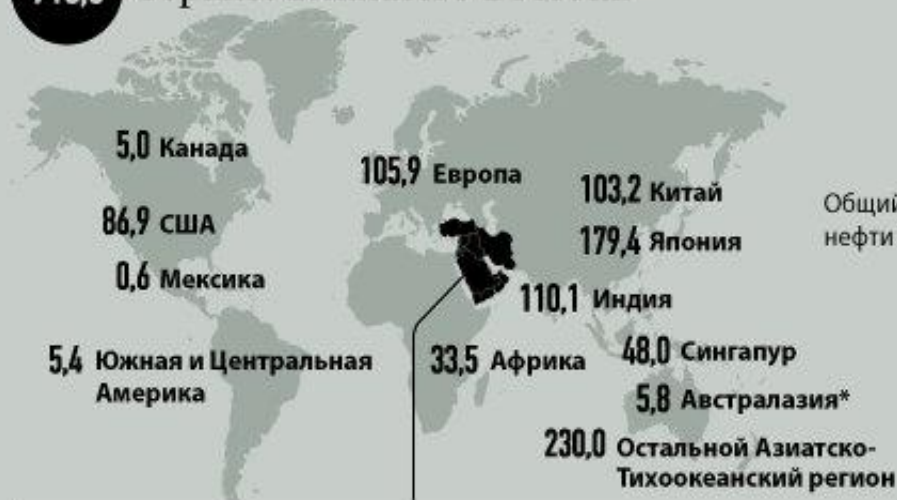 5,0 Канада
105,9 Европа
103,2 Китай
86,9 США
Общий
нефти
179,4 Япония
0,6 Мексика
110,1 Индия
5,4 Южная и Центральная
Америка
33,5 Африка
48,0 Сингапур
5,8 Австралазия*
230,0 Остальной Азиатско-
Тихоокеанский регион